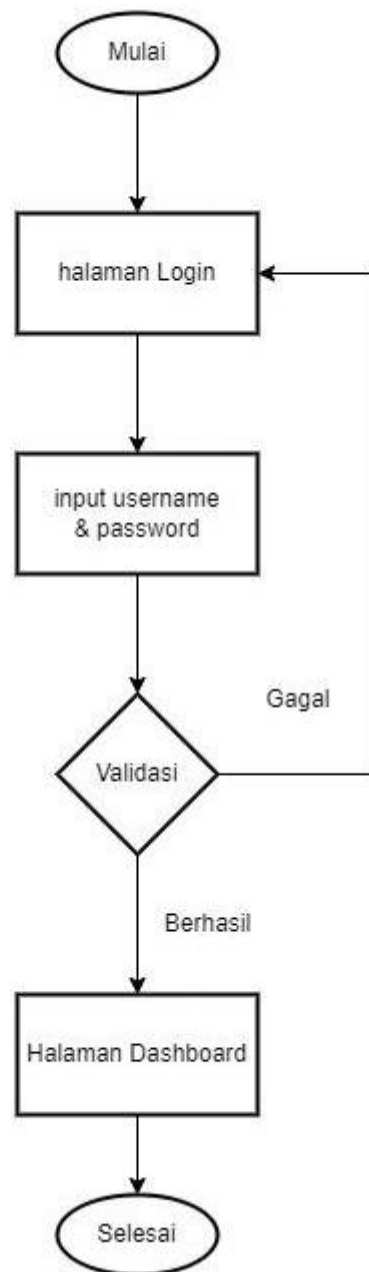 Mulai
halaman Login
input username
& password
Gagal
Validasi
Berhasil
Halaman Dashboard
Selesai